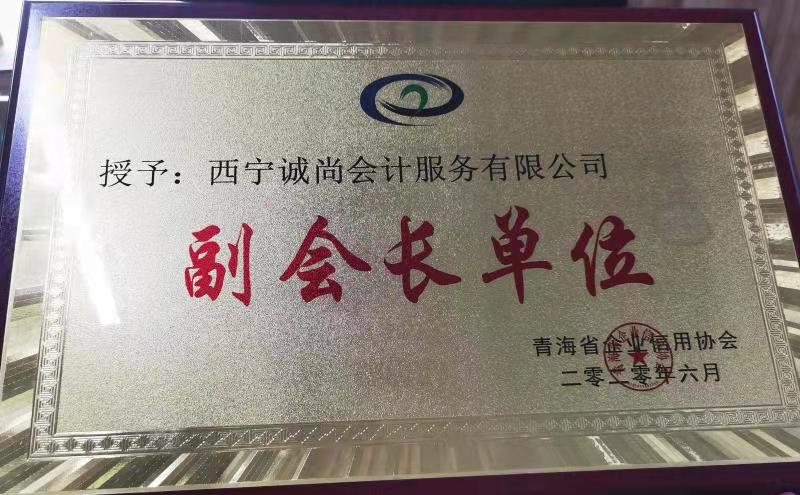 授予：西宁诚尚会计服务有限公司
副会长单位
青海省企业信用协会
二零二零年六月